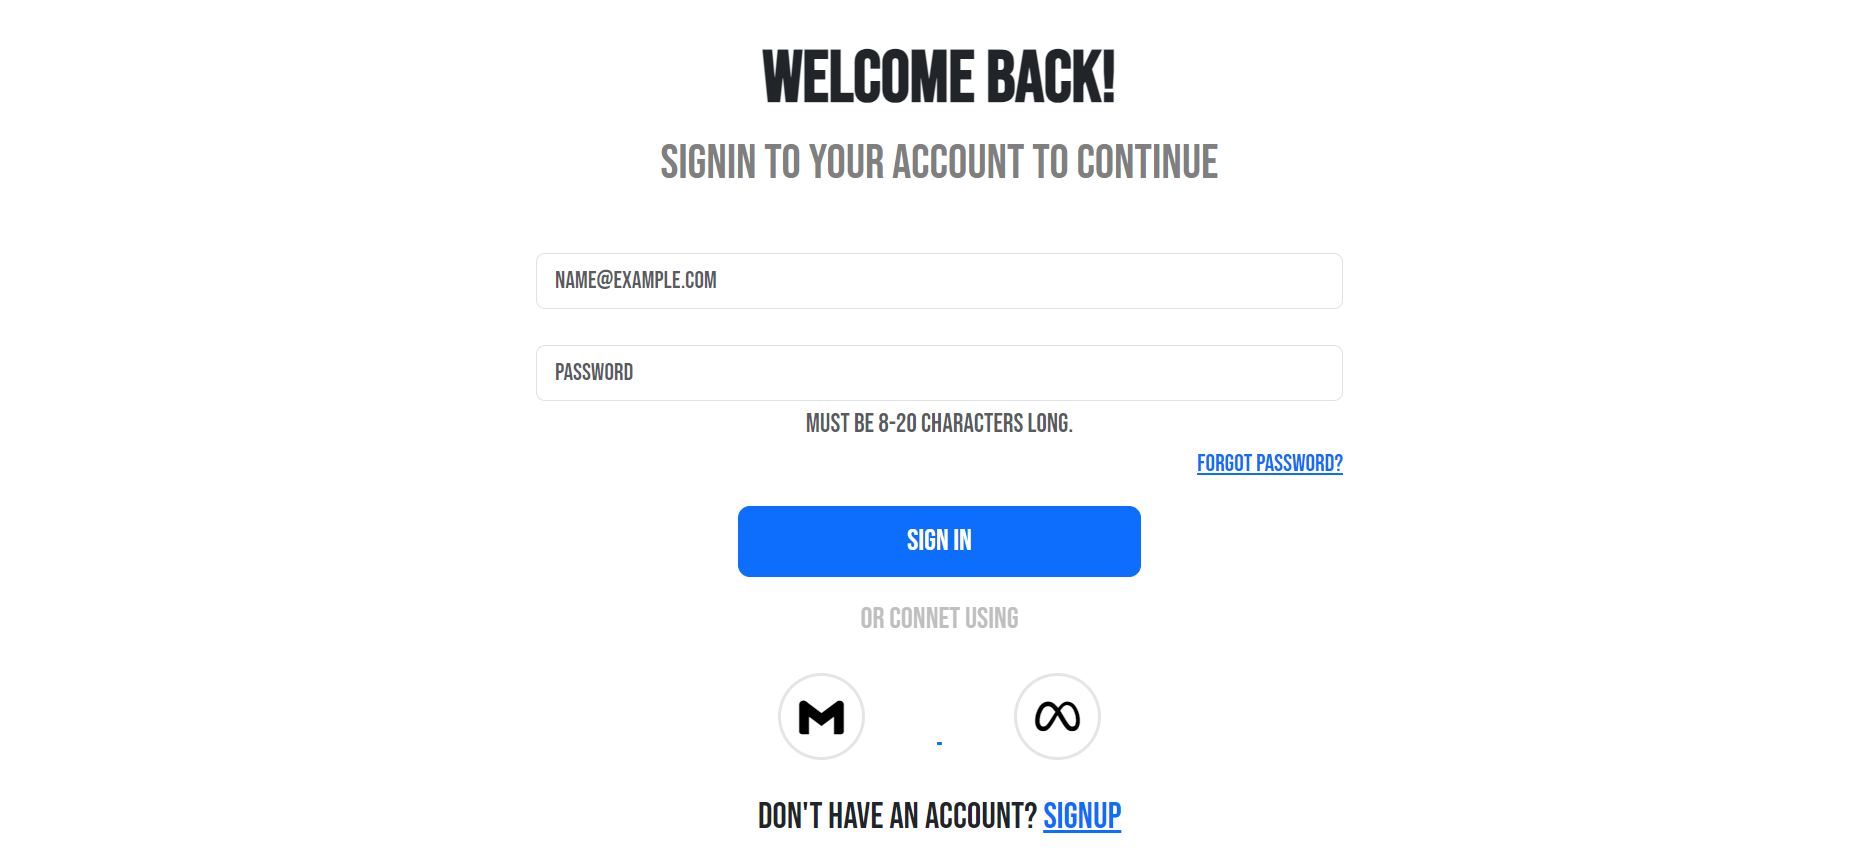 WELCOME BACK!
SIGNIN TO YOUR ACCOUNT TO CONTINUE
NAME@EXAMPLE.COM
PASSWORD
MUST BE 8-20 CHARACTERS LONG.
FORGOT PASSWORD?
SIGN IN
OR CONNET USING
DON'T HAVE AN ACCOUNT? SIGNUP